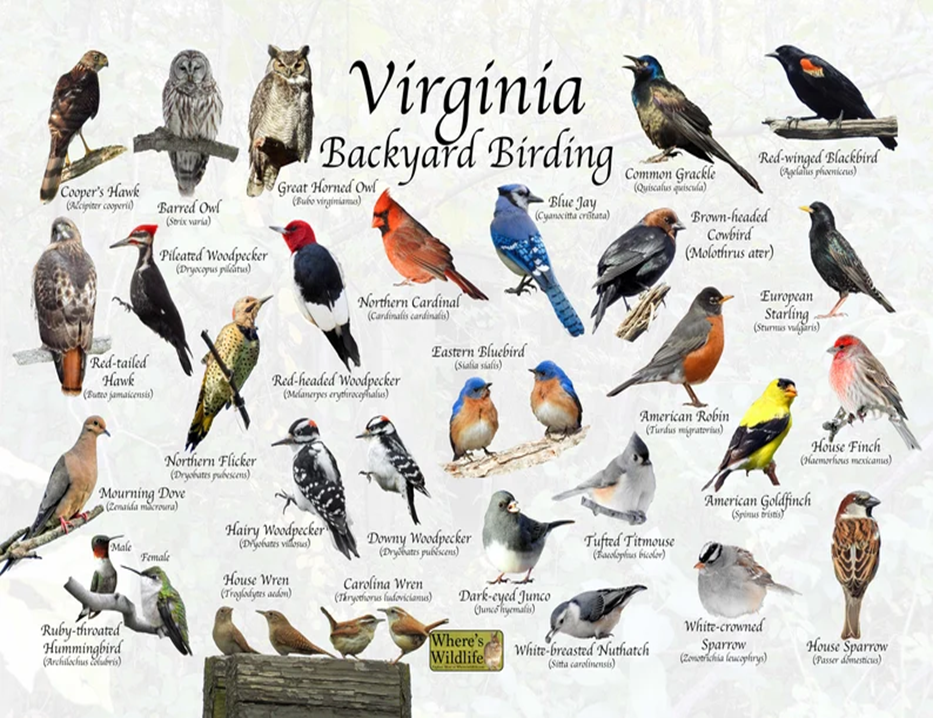 Virginia
Backyard Birding
Cooper's Hawk
(Accipiter cooperii)
Barred Owl
(Strix varia)
Great Horned Owl
(Bubo virginianus)
Common Grackle
(Quiscalus quiscula)
Red-winged Blackbird
(Agelatus phoeniceus)
Pileated Woodpecker
(Dryocopus pileatus)
Northern Cardinal
(Cardinalis cardinalis)
Blue Jay
(Cyanocitta cristata)
Brown-headed
Cowbird
(Molothrus ater)
European
Starling
(Sturnus vulgaris)
Red-tailed
Hawk
(Buteo jamaicensis)
Red-headed Woodpecker
(Melanerpes erythrocephalus)
Eastern Bluebird
(Sialia sialis)
American Robin
(Turdus migratorius)
House Finch
(Haemorhous mexicanus)
Northern Flicker
(Dryobates pubescens)
Mourning Dove
(Zenaida macroura)
American Goldfinch
(Spinus tristis)
Hairy Woodpecker
(Dryobates villosus)
Downy Woodpecker
(Dryobates pubescens)
Tufted Titmouse
(Baeolophus bicolor)
Male
Female
Ruby-throated
Hummingbird
(Archilochus colubris)
House Wren
(Troglodytes aedon)
Carolina Wren
(Thryothorus ludovicianus)
Dark-eyed Junco
(Junco hyemalis)
White-breasted Nuthatch
(Sitta carolinensis)
White-crowned
Sparrow
(Zonotrichia leucophrys)
House Sparrow
(Passer domesticus)
Where's
Wildlife